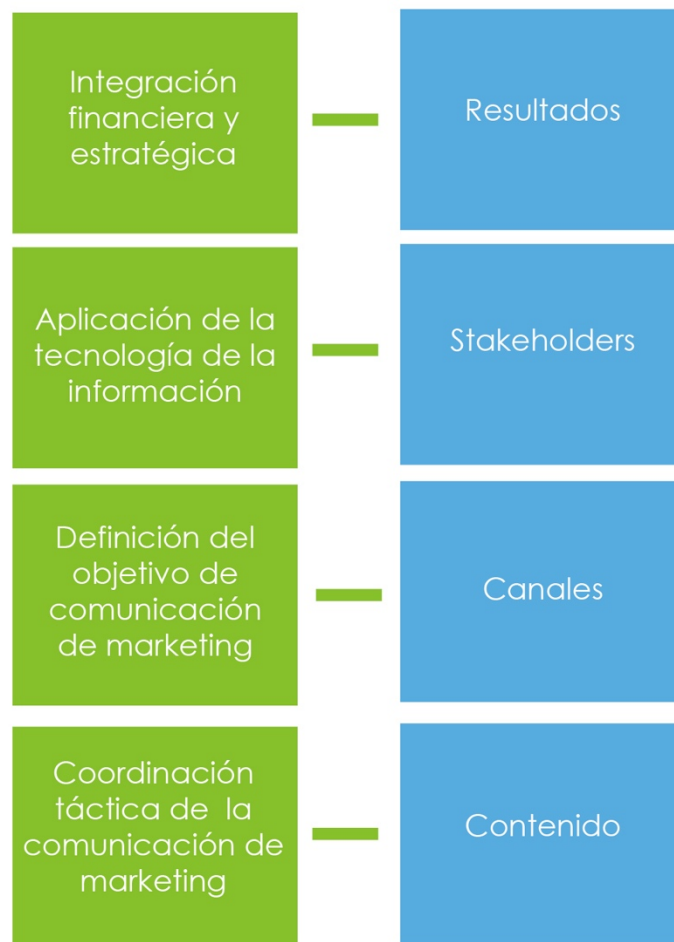 Integración
financiera y
estratégica
Resultados
Aplicación de la
tecnología de la
información
Stakeholders
Definición del
objetivo de
comunicación
de marketing
Canales
Coordinación
táctica de  la
comunicación de
marketing
Contenido